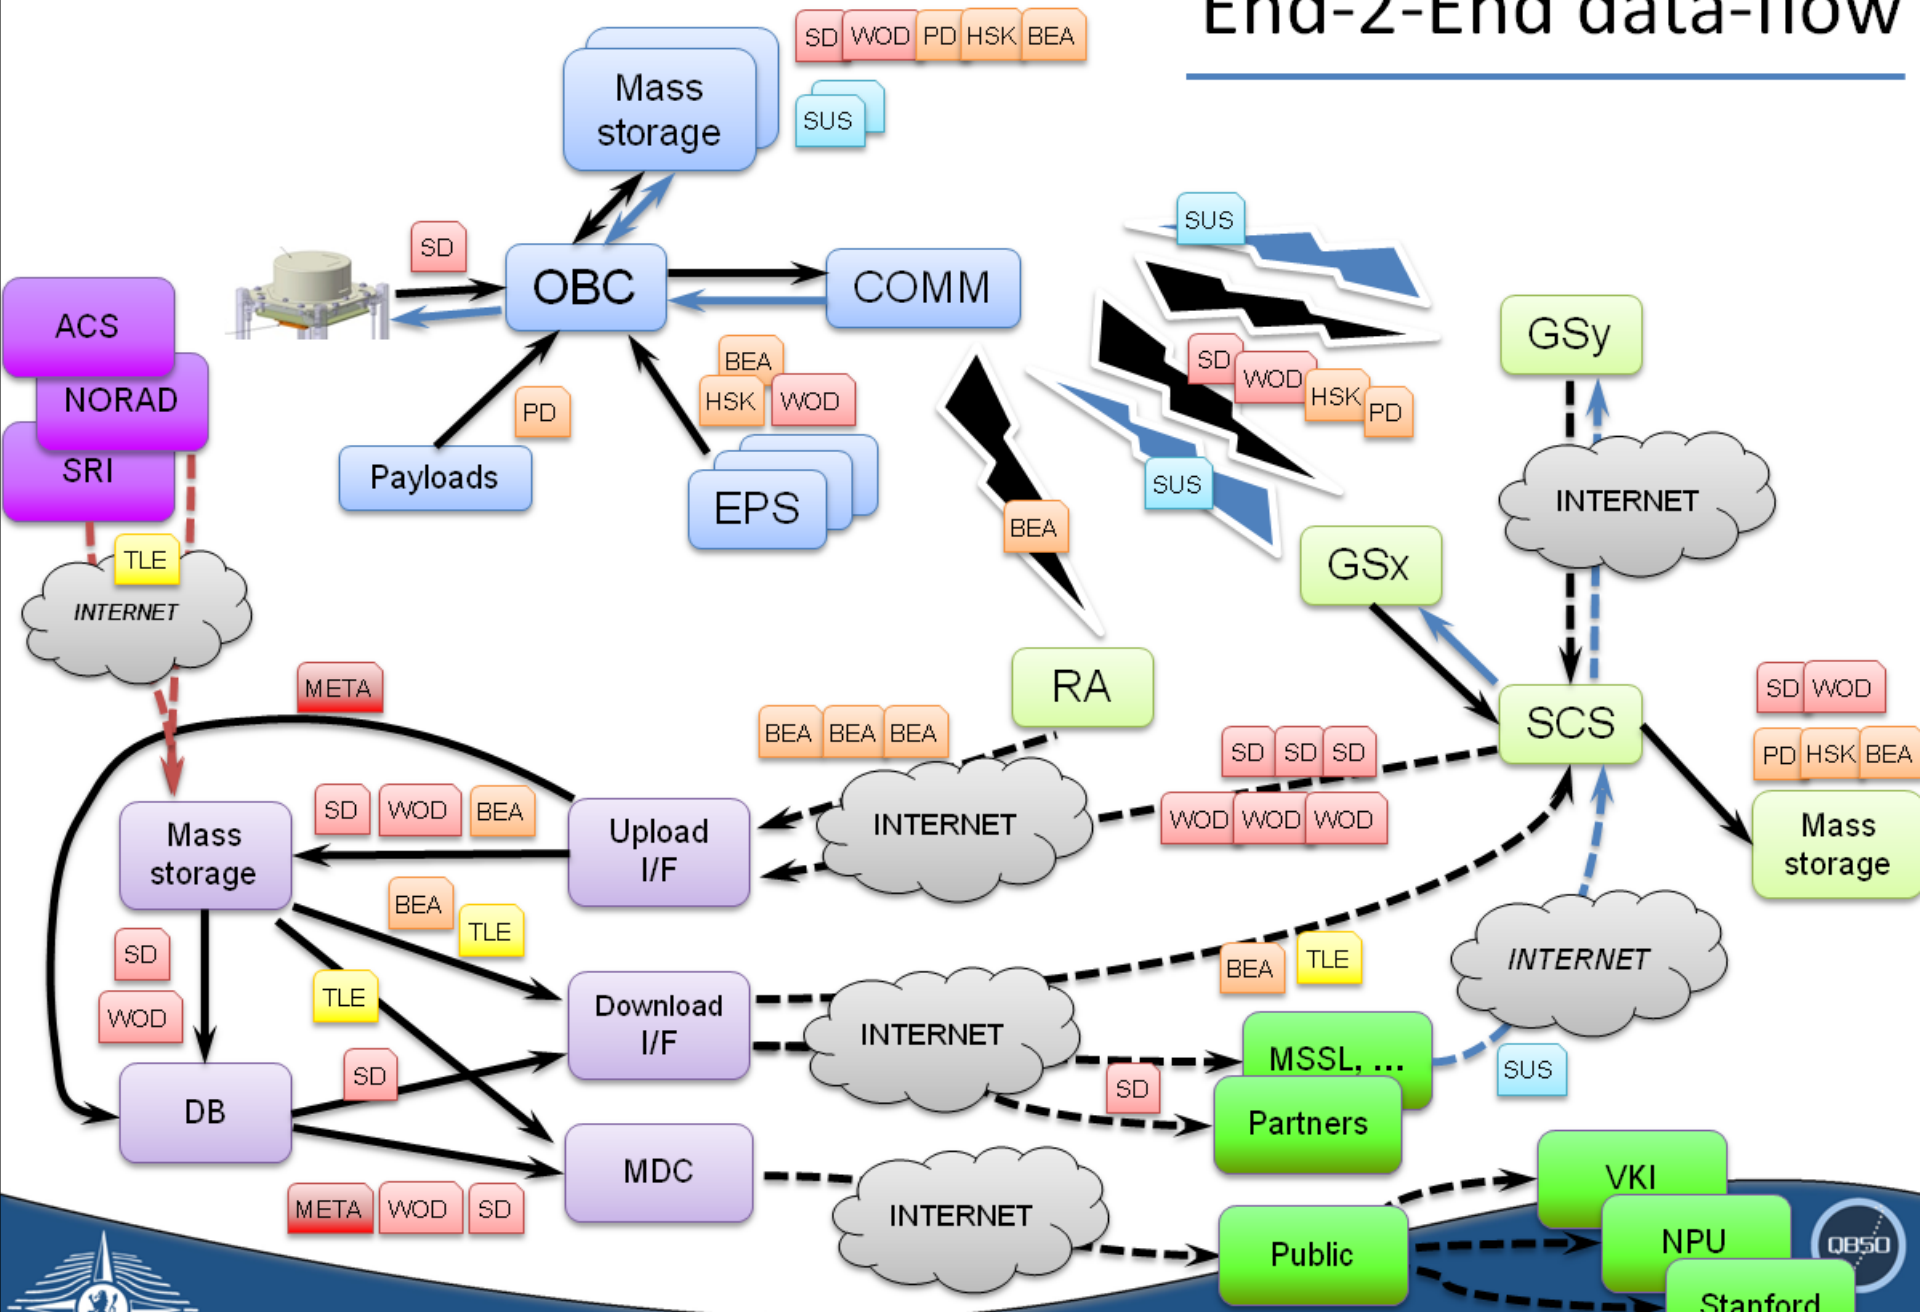 End-2-End data-flow
SD WOD PD HSK BEA
Mass
storage
SUS
SUS
SD
OBC
COMM
GSy
ACS
NORAD
SRI
BEA
HSK WOD
PD
SD
WOD
HSK
PD
Payloads
EPS
SUS
BEA
INTERNET
GSx
TLE
INTERNET
META
RA
BEA BEA BEA
SCS
SD WOD
SD SD SD
PD HSK BEA
WOD WOD WOD
SD WOD BEA
Mass
storage
Upload
I/F
INTERNET
Mass
storage
BEA
TLE
SD
WOD
TLE
BEA
TLE
INTERNET
Download
I/F
INTERNET
MSSL, ...
SUS
SD
SD
DB
Partners
MDC
VKI
META WOD SD
INTERNET
Public
NPU
QB50
Stanford